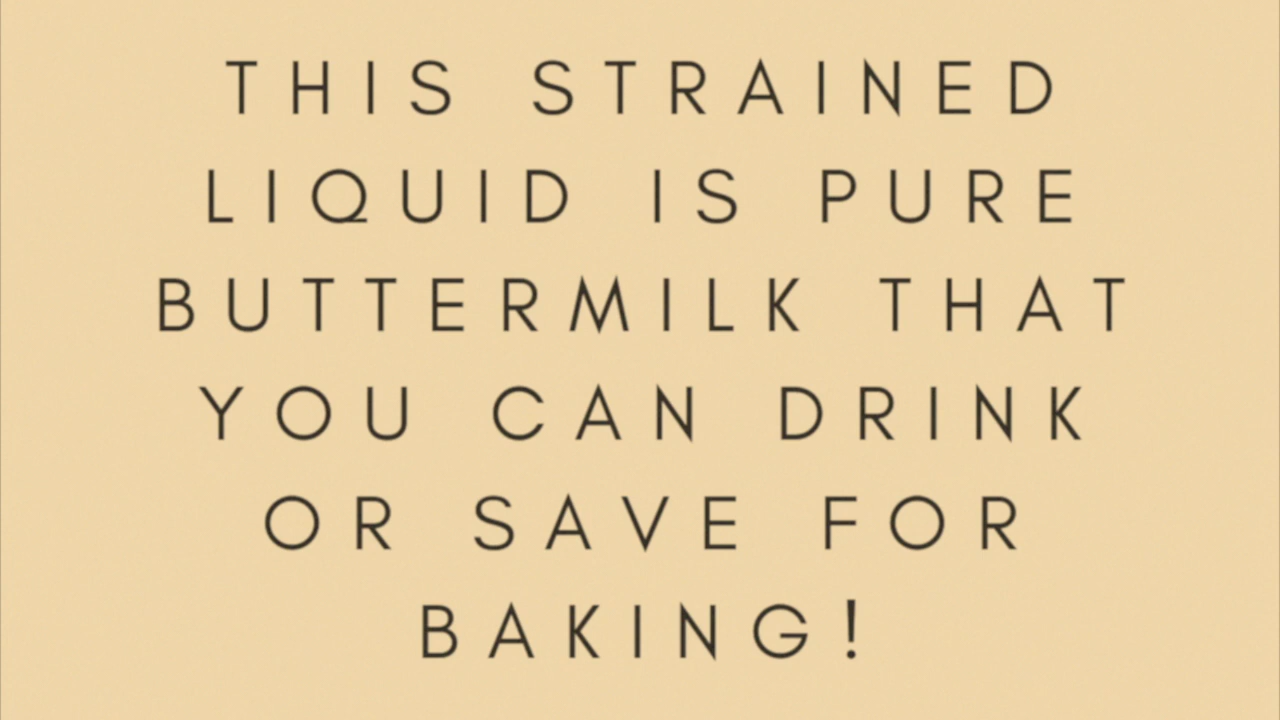 THIS STRAINED
LIQUID IS PURE
BUTTERMILK THAT
YOU CAN DRINK
OR SAVE FOR
BAKING!